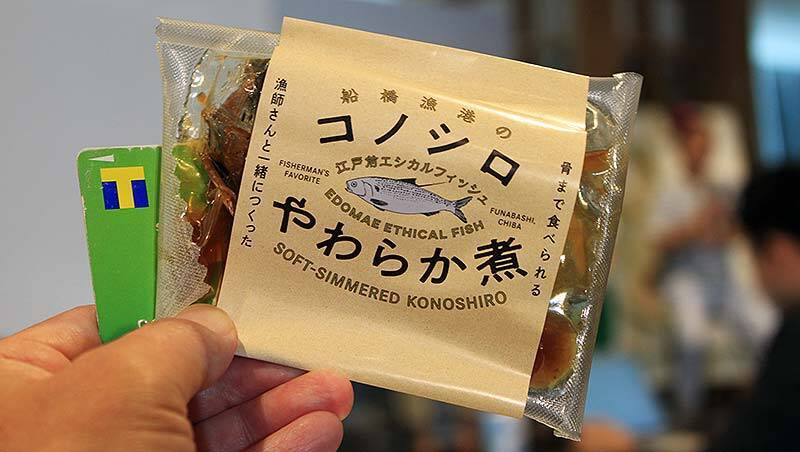 船橋漁港の
コノシロ
江戸前エシカルフィッシュ
FISHERMAN'S
FAVORITE
FUNABASHI,
CHIBA
EDOMAE ETHICAL FISH
やわらか煮
SOFT-SIMMERED KONOSHIRO
骨まで食べられる
漁師さんと一緒につくった
T